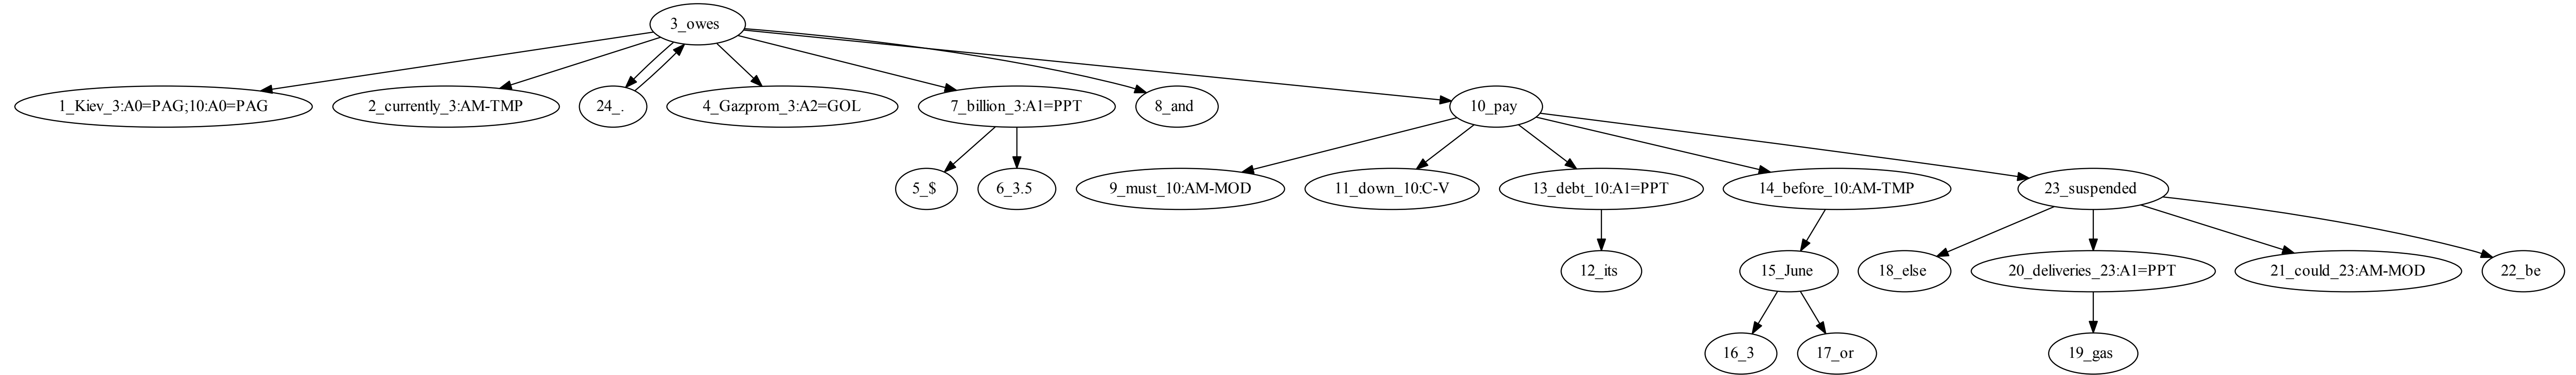 3_owes
1_Kiev_3:A0=PAG;10:A0=PAG
2_currently_3:AM-TMP
24_.
4_Gazprom_3:A2=GOL
7_billion_3:A1=PPT
8_and
10_pay
5_$
6_3.5
9_must_10:AM-MOD
11_down_10:C-V
13_debt_10:A1=PPT
14_before_10:AM-TMP
23_suspended
12_its
15_June
18_else
20_deliveries_23:A1=PPT
21_could_23:AM-MOD
22_be
16_3
17_or
19_gas